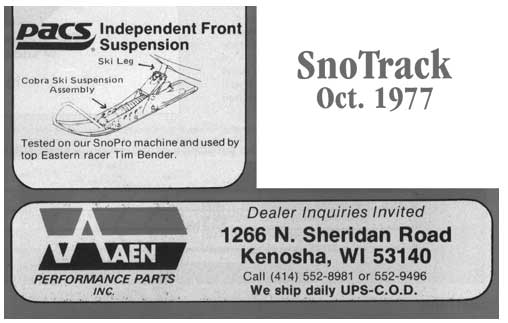 pacs Independent Front
Suspension
Ski Leg
Cobra Ski Suspension
Assembly
Tested on our SnoPro machine and used by
top Eastern racer Tim Bender.
SnoTrack
Oct. 1977
AAEN
PERFORMANCE PARTS
INC.
Dealer Inquiries Invited
1266 N. Sheridan Road
Kenosha, WI 53140
Call (414) 552-8981 or 552-9496
We ship daily UPS-C.O.D.